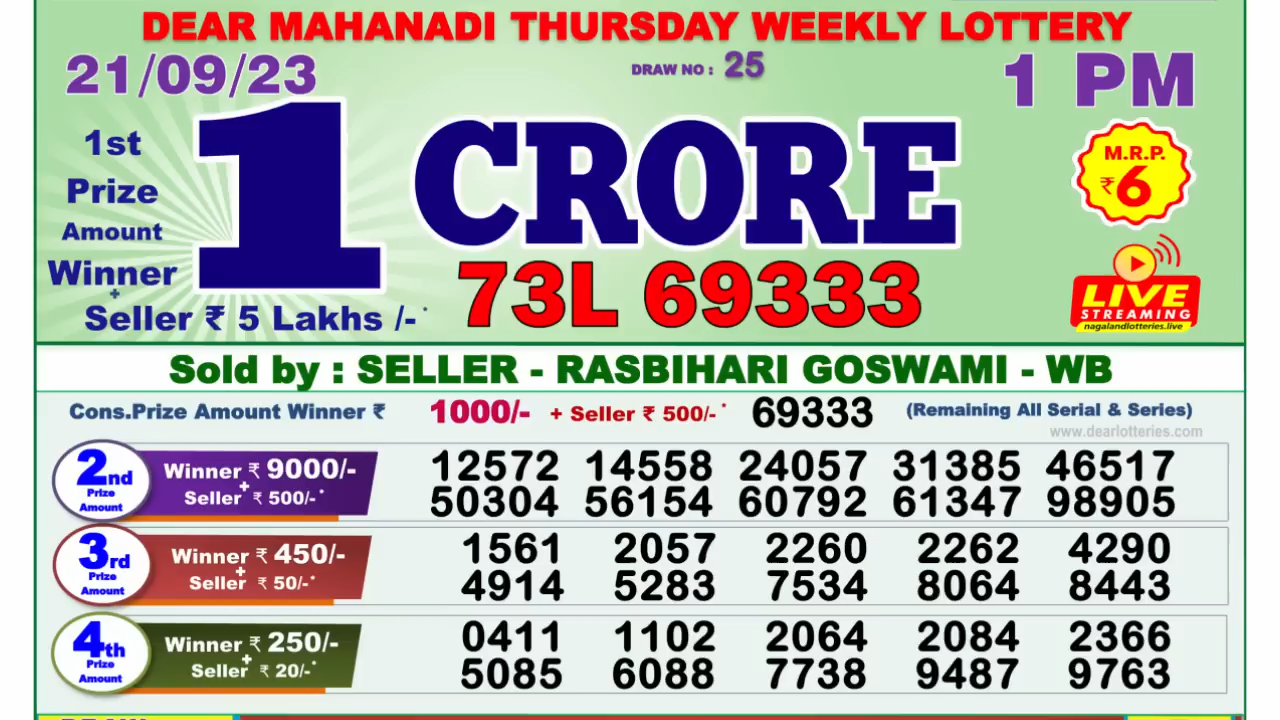 DEAR MAHANADI THURSDAY WEEKLY LOTTERY
21/09/23
DRAW NO : 25
1 PM
1st
Prize
Amount
Winner
+
Seller ₹ 5 Lakhs /-*
1 CRORE
73L 69333
M.R.P.
₹6
LIVE
STREAMING
nagalandlotteries.live
Sold by : SELLER - RASBIHARI GOSWAMI - WB
Cons.Prize Amount Winner ₹ 1000/- + Seller ₹ 500/-* 69333 (Remaining All Serial & Series)
www.dearlotteries.com
2nd
Prize
Amount
Winner ₹ 9000/-
+
Seller ₹ 500/-*
12572 14558 24057 31385 46517
50304 56154 60792 61347 98905
3rd
Prize
Amount
Winner ₹ 450/-
+
Seller ₹ 50/-*
1561 2057 2260 2262 4290
4914 5283 7534 8064 8443
4th
Prize
Amount
Winner ₹ 250/-
+
Seller ₹ 20/-*
0411 1102 2064 2084 2366
5085 6088 7738 9487 9763